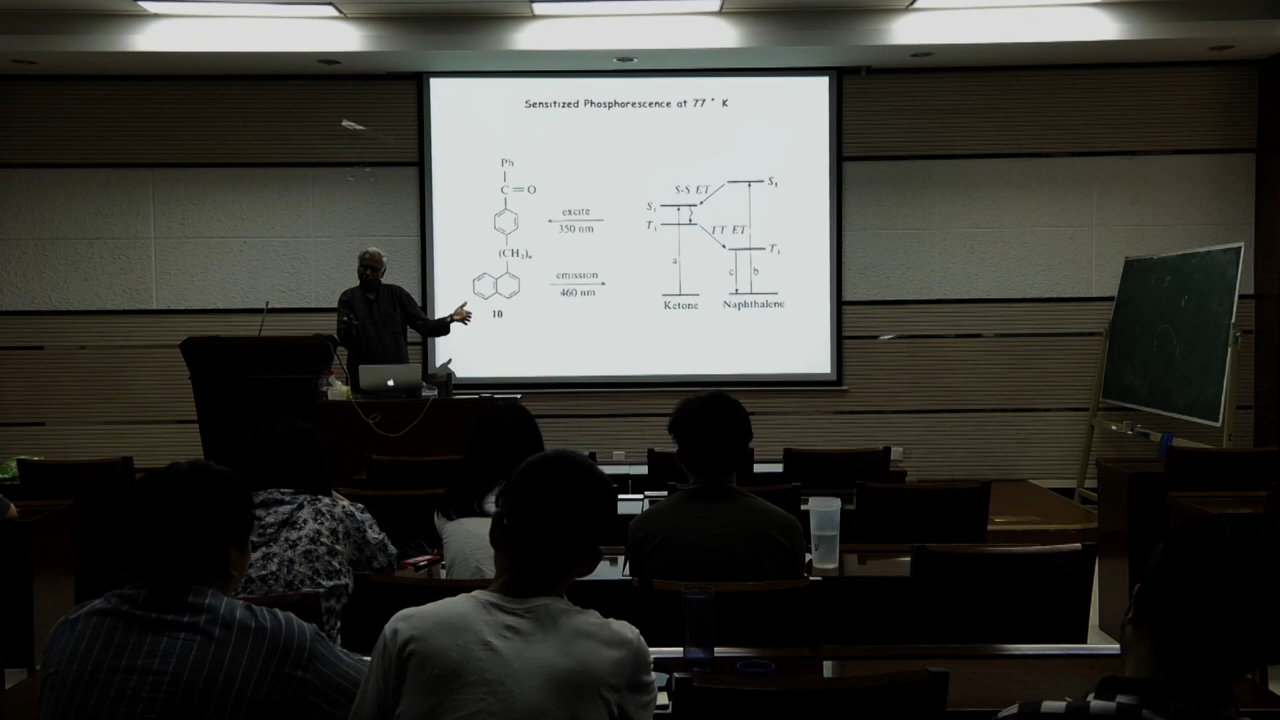 Sensitized Phosphorescence at 77 ° K
Ph
C=O
(CH2)n
10
excite
350 nm
emission
460 nm
S-S ET
S1
S1
T1
TT ET
T1
a
c
b
Ketone
Naphthalene